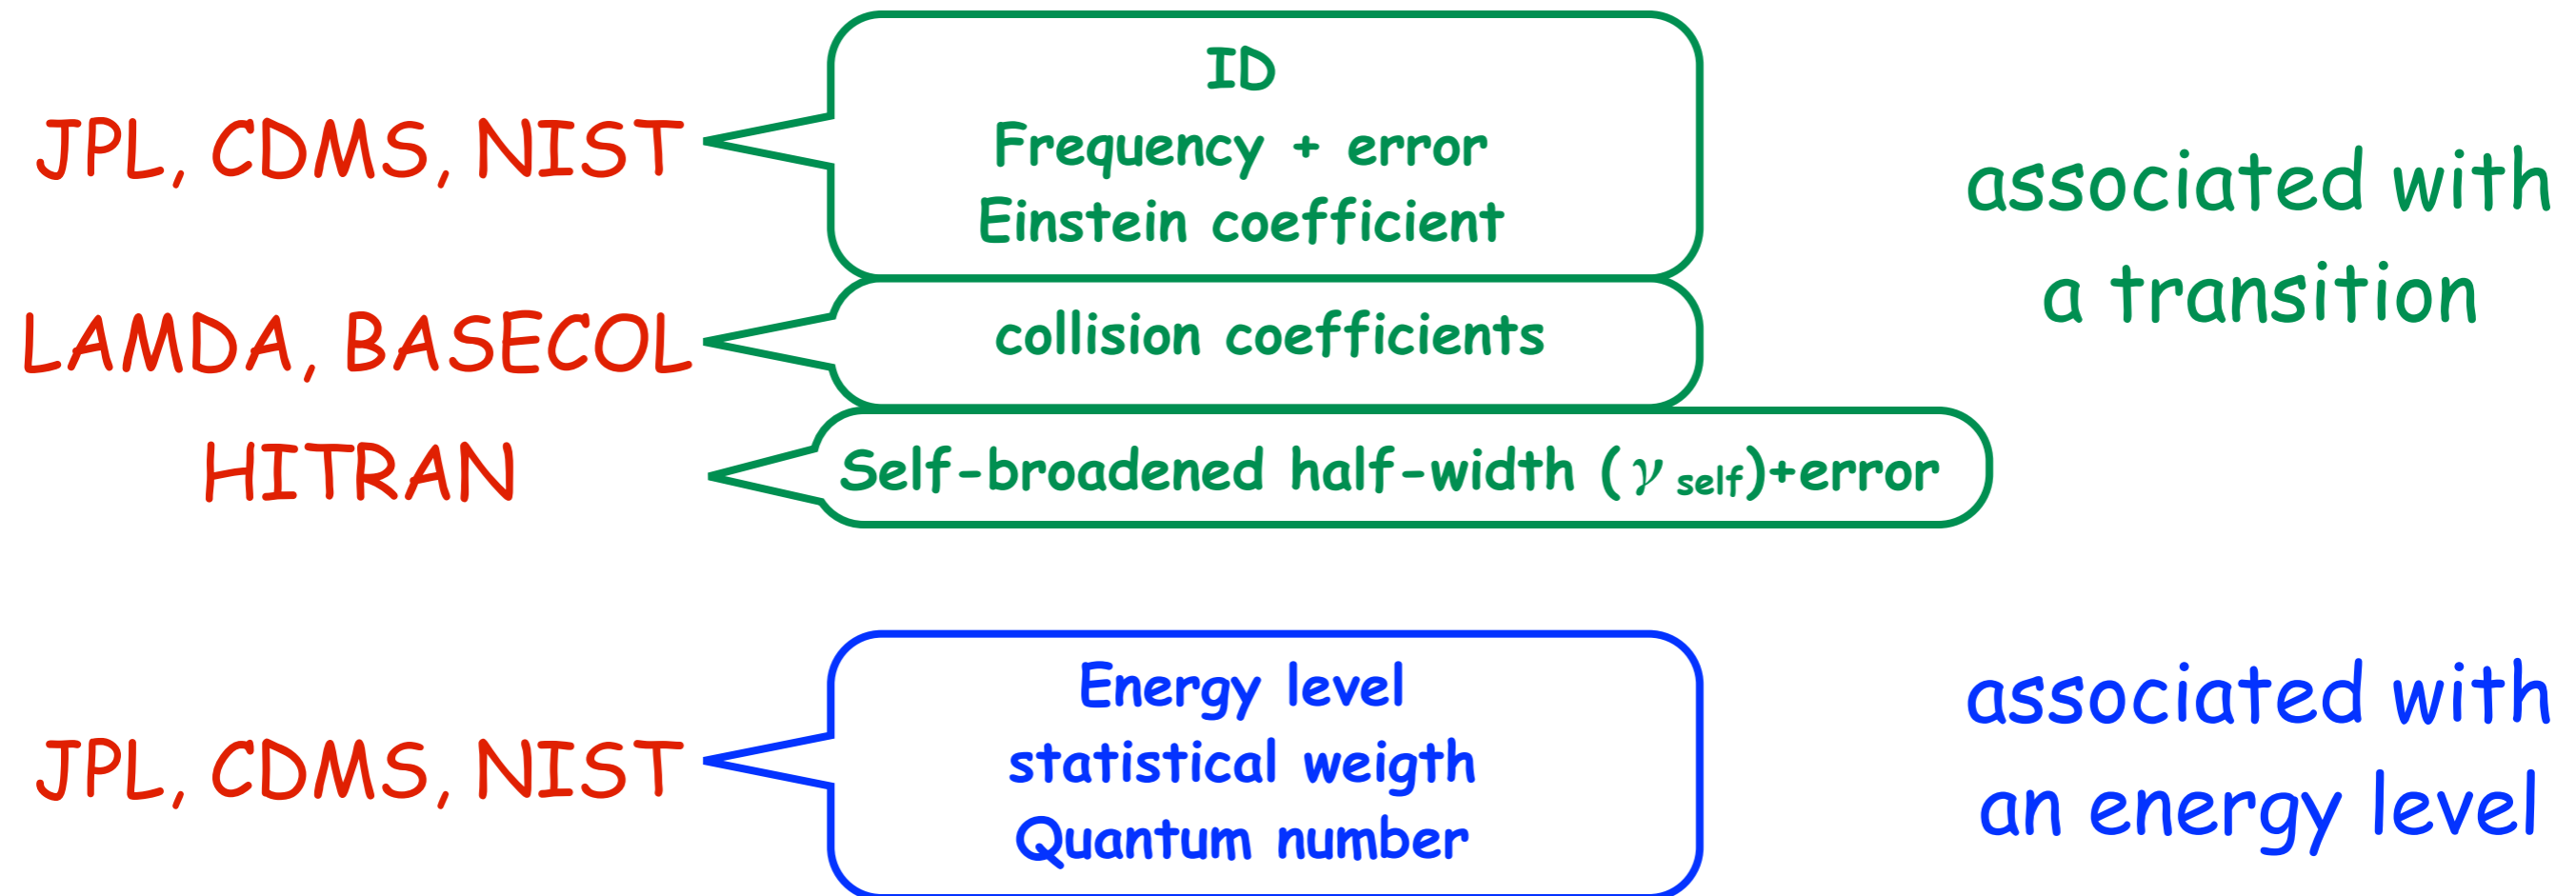 ID
JPL, CDMS, NIST
Frequency + error
Einstein coefficient
associated with
a transition
LAMDA, BASECOL
collision coefficients
HITRAN
Self-broadened half-width (γ self)+error
JPL, CDMS, NIST
Energy level
statistical weigth
Quantum number
associated with
an energy level